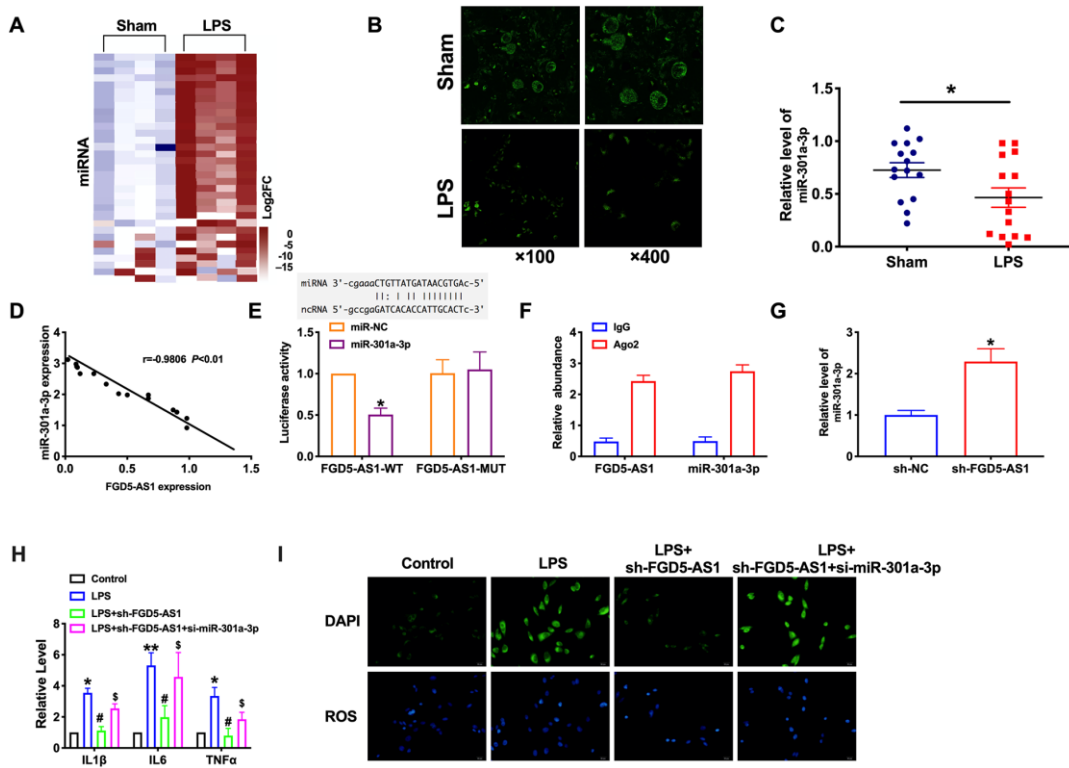 A
Sham
LPS
miRNA
Log2FC
0
-5
-10
-15
B
Sham
LPS
×100
×400
C
Relative level of
miR-301a-3p
1.5
1.0
0.5
0.0
*
Sham
LPS
D
miR-301a-3p expression
4
3
2
1
0
r=-0.9806 P<0.01
0.0
0.5
1.0
1.5
FGD5-AS1 expression
miRNA 3'-cgaaaCTGTTATGATAACGTGAc-5'
||: | || ||||||||
ncRNA 5'-gccgaGATCACACCATTGCACTc-3'
E
miR-NC
miR-301a-3p
Luciferase activity
1.5
1.0
0.5
0.0
*
FGD5-AS1-WT
FGD5-AS1-MUT
F
IgG
Ago2
Relative abundance
4
3
2
1
0
FGD5-AS1
miR-301a-3p
G
Relative level of
miR-301a-3p
3
2
1
0
*
sh-NC
sh-FGD5-AS1
H
Control
LPS
LPS+sh-FGD5-AS1
LPS+sh-FGD5-AS1+si-miR-301a-3p
Relative Level
8
6
4
2
0
* # $
** # $
* # $
IL1β
IL6
TNFα
I
Control
LPS
LPS+
sh-FGD5-AS1
LPS+
sh-FGD5-AS1+si-miR-301a-3p
DAPI
ROS